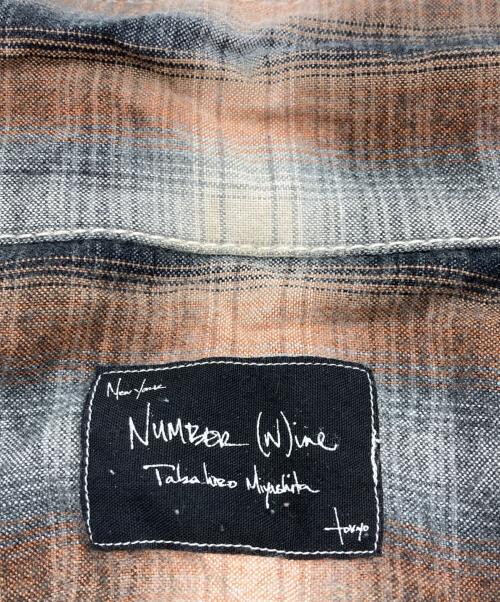 New York
NUMBER (N)ine
Takahiro Miyashita
tokyo